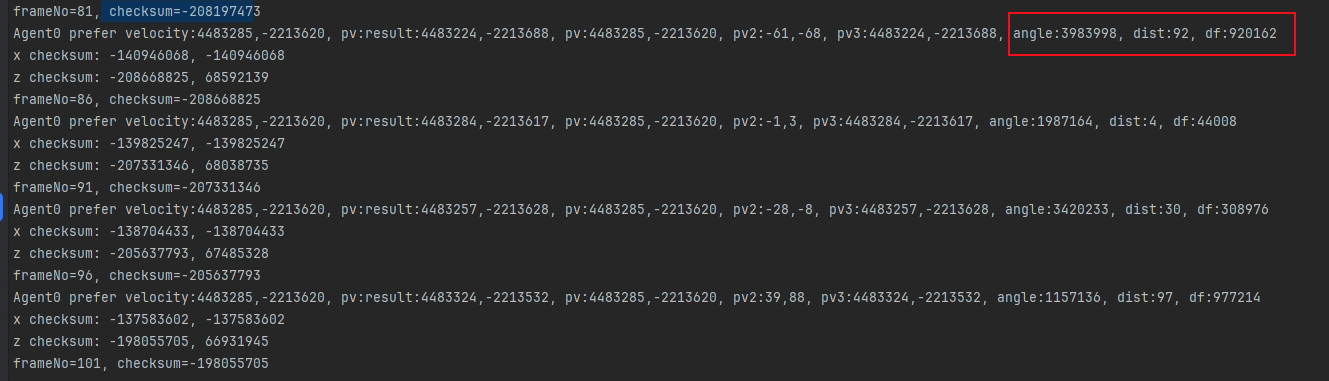 frameNo=81, checksum=-208197473
Agent0 prefer velocity:4483285,-2213620, pv:result:4483224,-2213688, pv:4483285,-2213620, pv2:-61,-68, pv3:4483224,-2213688, angle:3983998, dist:92, df:920162
x checksum: -140946068, -140946068
z checksum: -208668825, 68592139
frameNo=86, checksum=-208668825
Agent0 prefer velocity:4483285,-2213620, pv:result:4483284,-2213617, pv:4483285,-2213620, pv2:-1,3, pv3:4483284,-2213617, angle:1987164, dist:4, df:44008
x checksum: -139825247, -139825247
z checksum: -207331346, 68038735
frameNo=91, checksum=-207331346
Agent0 prefer velocity:4483285,-2213620, pv:result:4483257,-2213628, pv:4483285,-2213620, pv2:-28,-8, pv3:4483257,-2213628, angle:3420233, dist:30, df:308976
x checksum: -138704433, -138704433
z checksum: -205637793, 67485328
frameNo=96, checksum=-205637793
Agent0 prefer velocity:4483285,-2213620, pv:result:4483324,-2213532, pv:4483285,-2213620, pv2:39,88, pv3:4483324,-2213532, angle:1157136, dist:97, df:977214
x checksum: -137583602, -137583602
z checksum: -198055705, 66931945
frameNo=101, checksum=-198055705